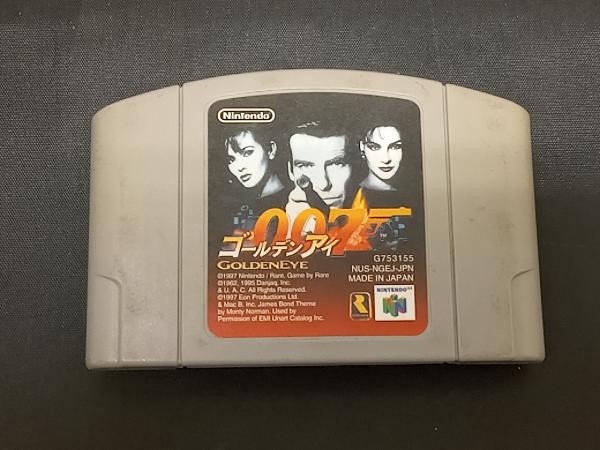 Nintendo
007
ゴールデンアイ
GOLDENEYE
G753155
NUS-NGEJ-JPN
MADE IN JAPAN
©1997 Nintendo / Rare. Game by Rare
©1962, 1995 Danjaq, Inc.
& U. A. C. All Rights Reserved.
©1997 Eon Productions Ltd.
& Mac B. Inc. James Bond Theme
by Monty Norman. Used by
Permission of EMI Unart Catalog Inc.
NINTENDO 64